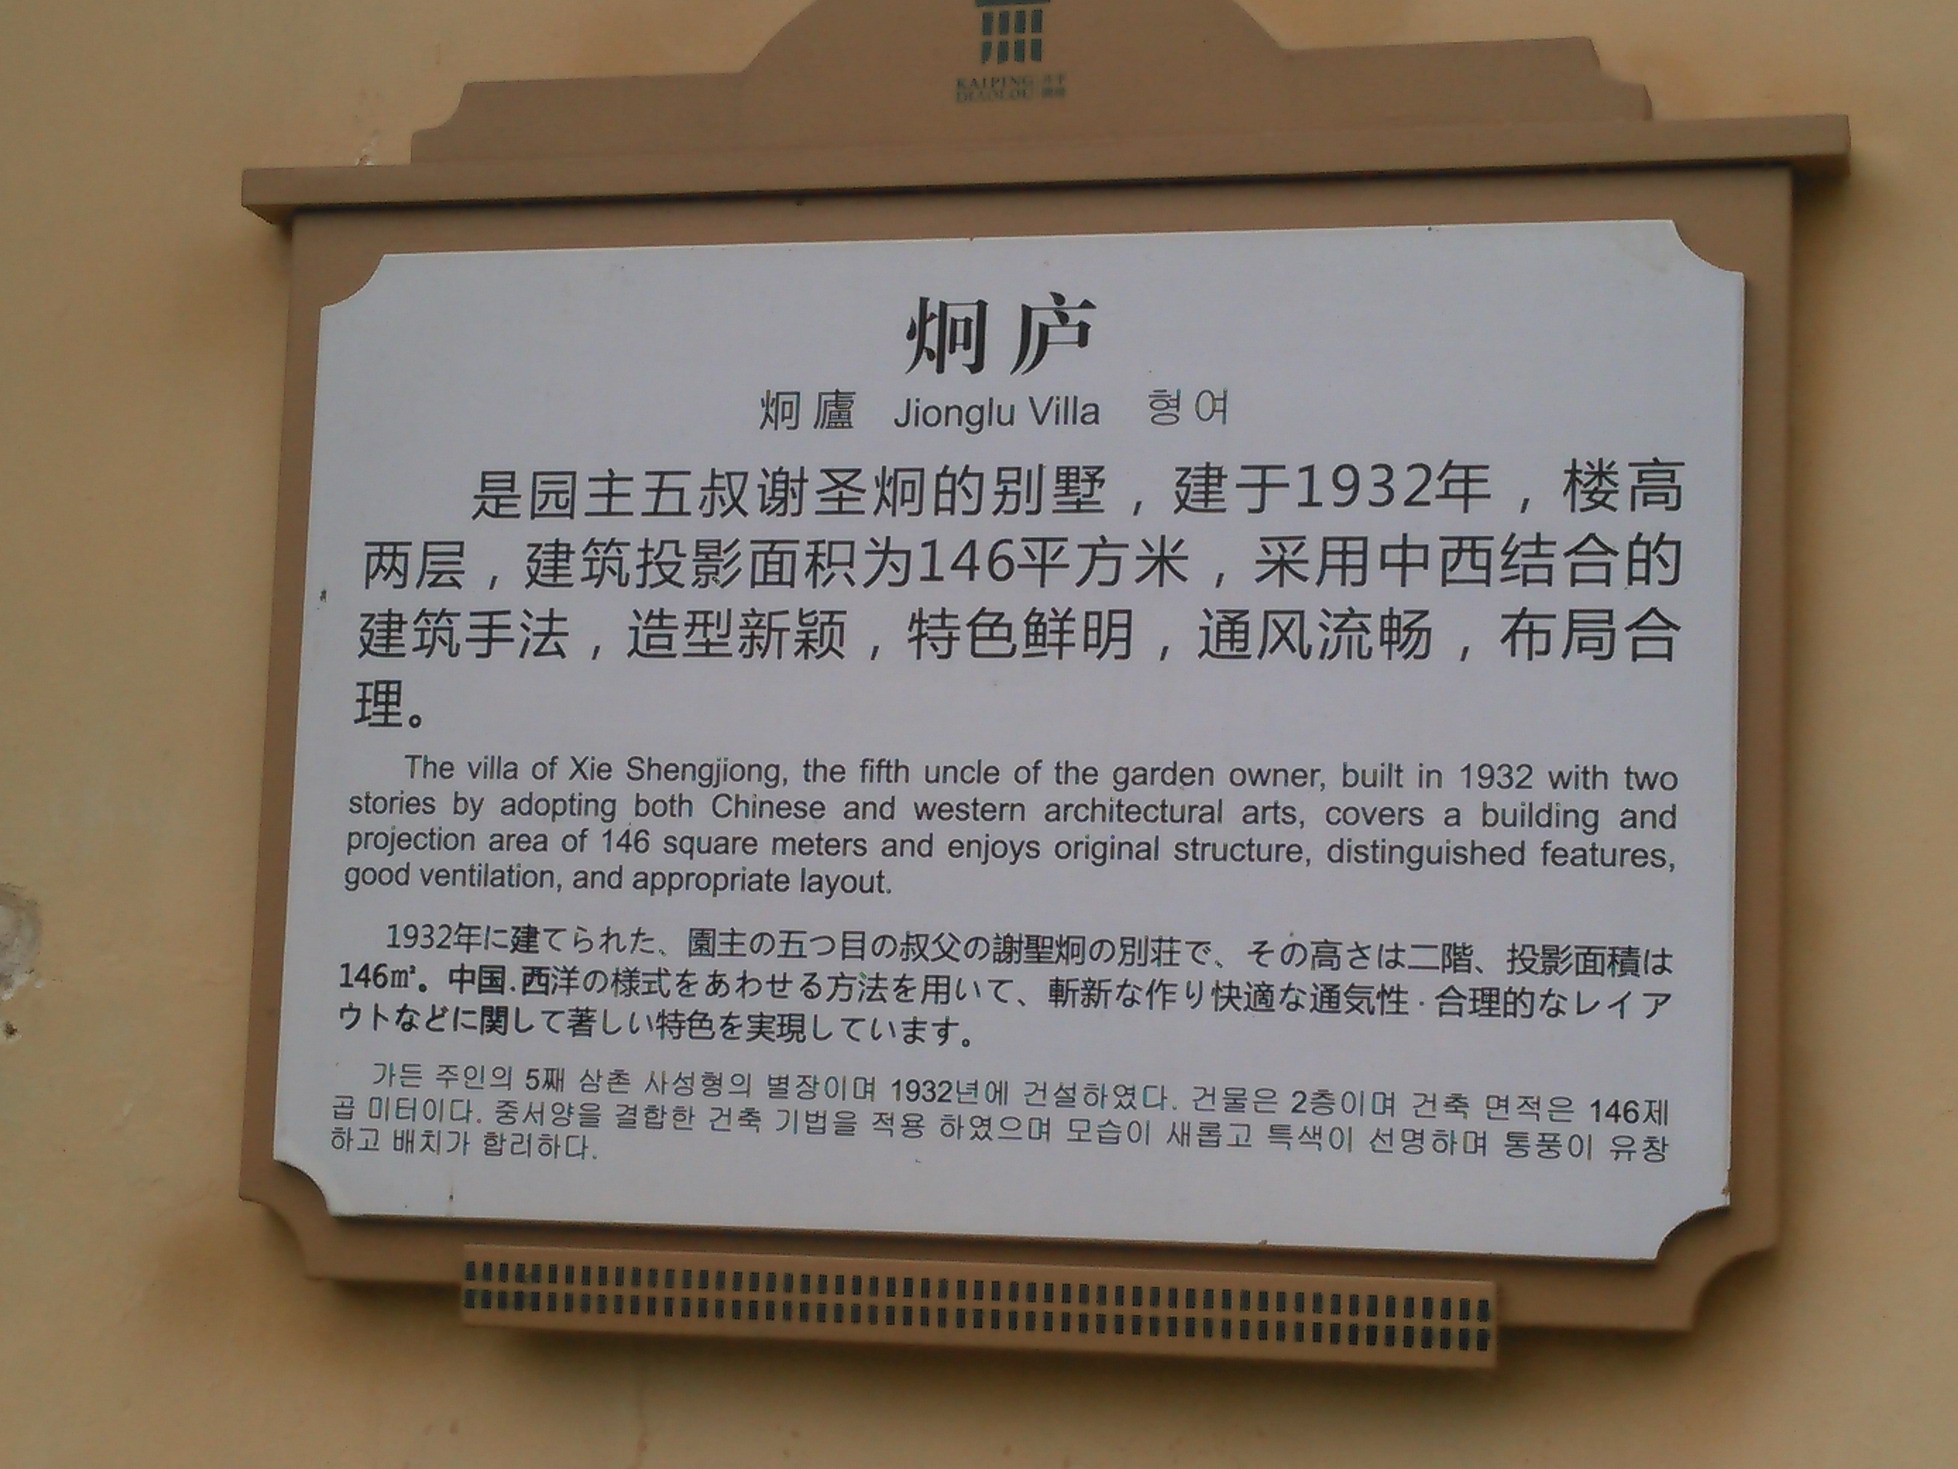 KAIPING 开平
DIAOLOU 碉楼
炯庐
炯廬 Jionglu Villa 형여
是园主五叔谢圣炯的别墅，建于1932年，楼高
两层，建筑投影面积为146平方米，采用中西结合的
建筑手法，造型新颖，特色鲜明，通风流畅，布局合
理。
The villa of Xie Shengjiong, the fifth uncle of the garden owner, built in 1932 with two
stories by adopting both Chinese and western architectural arts, covers a building and
projection area of 146 square meters and enjoys original structure, distinguished features,
good ventilation, and appropriate layout.
1932年に建てられた、園主の五つ目の叔父の謝聖炯の別荘で、その高さは二階、投影面積は
146㎡。中国.西洋の様式をあわせる方法を用いて、斬新な作り快適な通気性·合理的なレイア
ウトなどに関して著しい特色を実現しています。
가든 주인의 5째 삼촌 사성형의 별장이며 1932년에 건설하였다. 건물은 2층이며 건축 면적은 146제
곱 미터이다. 중서양을 결합한 건축 기법을 적용 하였으며 모습이 새롭고 특색이 선명하며 통풍이 유창
하고 배치가 합리하다.